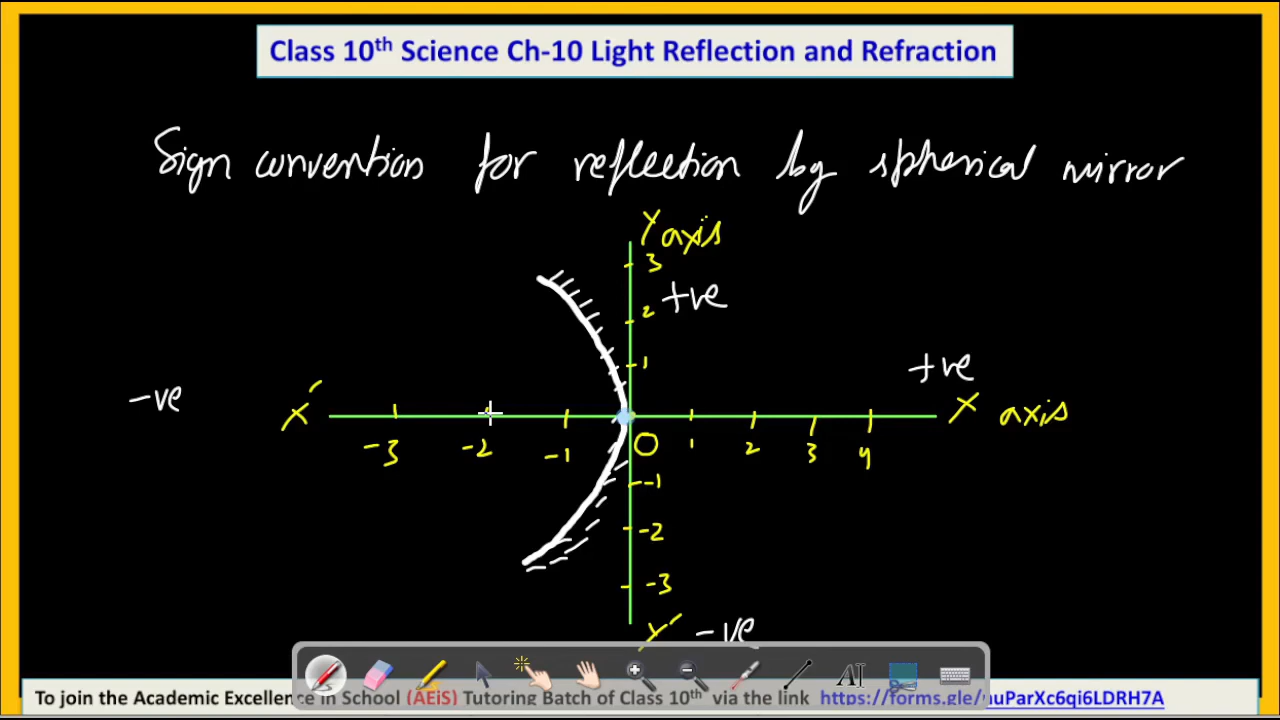 Class 10th Science Ch-10 Light Reflection and Refraction
Sign convention for reflection by spherical mirror
Y axis
3
+ve
2
1
+ve
-ve
X'
X axis
-3 -2 -1 O 1 2 3 4
-1
-2
-3
Y' -ve
To join the Academic Excellence in School (AEiS) Tutoring Batch of Class 10th via the link